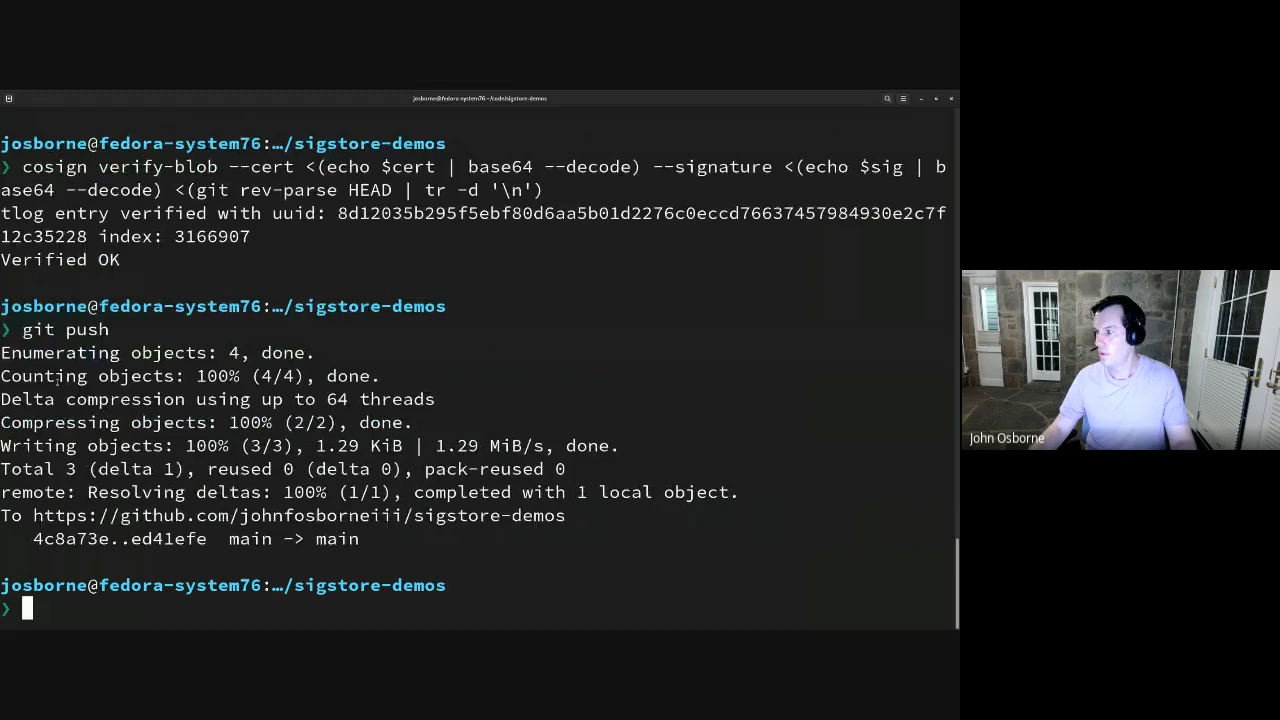 josborne@fedora-system76:~/code/sigstore-demos
josborne@fedora-system76:…/sigstore-demos
❯ cosign verify-blob --cert <(echo $cert | base64 --decode) --signature <(echo $sig | b
ase64 --decode) <(git rev-parse HEAD | tr -d '\n')
tlog entry verified with uuid: 8d12035b295f5ebf80d6aa5b01d2276c0eccd76637457984930e2c7f
12c35228 index: 3166907
Verified OK
josborne@fedora-system76:…/sigstore-demos
❯ git push
Enumerating objects: 4, done.
Counting objects: 100% (4/4), done.
Delta compression using up to 64 threads
Compressing objects: 100% (2/2), done.
Writing objects: 100% (3/3), 1.29 KiB | 1.29 MiB/s, done.
Total 3 (delta 1), reused 0 (delta 0), pack-reused 0
remote: Resolving deltas: 100% (1/1), completed with 1 local object.
To https://github.com/johnfosborneiii/sigstore-demos
4c8a73e..ed41efe  main -> main
josborne@fedora-system76:…/sigstore-demos
❯
John Osborne